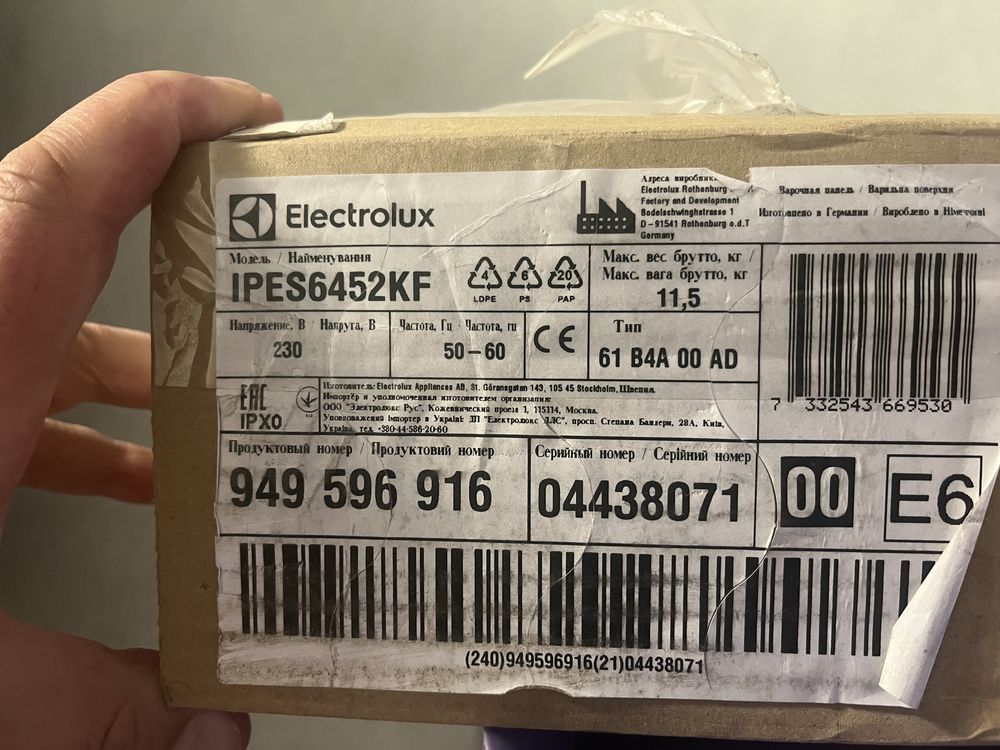 Electrolux
Адреса виробника
Electrolux Rothenburg
Factory and Development
Bodelschwinghstrasse 1
D-91541 Rothenburg o.d.T
Germany
Варочная панель / Варильна поверхня
Изготовлено в Германии / Вироблено в Німеччині
Модель / Найменування
IPES6452KF
4 6 20
LDPE PS PAP
Макс. вес брутто, кг /
Макс. вага брутто, кг
11,5
Напряжение, В / Напруга, В
230
Частота, Гц Частота, гц
50-60
CE
Тип
61 B4A 00 AD
7 332543 669530
EAC
IPX0
Изготовитель: Electrolux Appliances AB, St. Göransgatan 143, 105 45 Stockholm, Швеция.
Импортёр и уполномоченная изготовителем организация:
ООО "Электролюкс Рус", Кожевнический проезд 1, 115114, Москва.
Уповноважений імпортер в Україні: ДП "Електролюкс ЛЛС", просп. Степана Бандери, 28А, Київ,
Україна, тел. +380-44-586-20-60
Продуктовый номер / Продуктовий номер
949 596 916
Серийный номер / Серійний номер
04438071
00
E6
(240)949596916(21)04438071